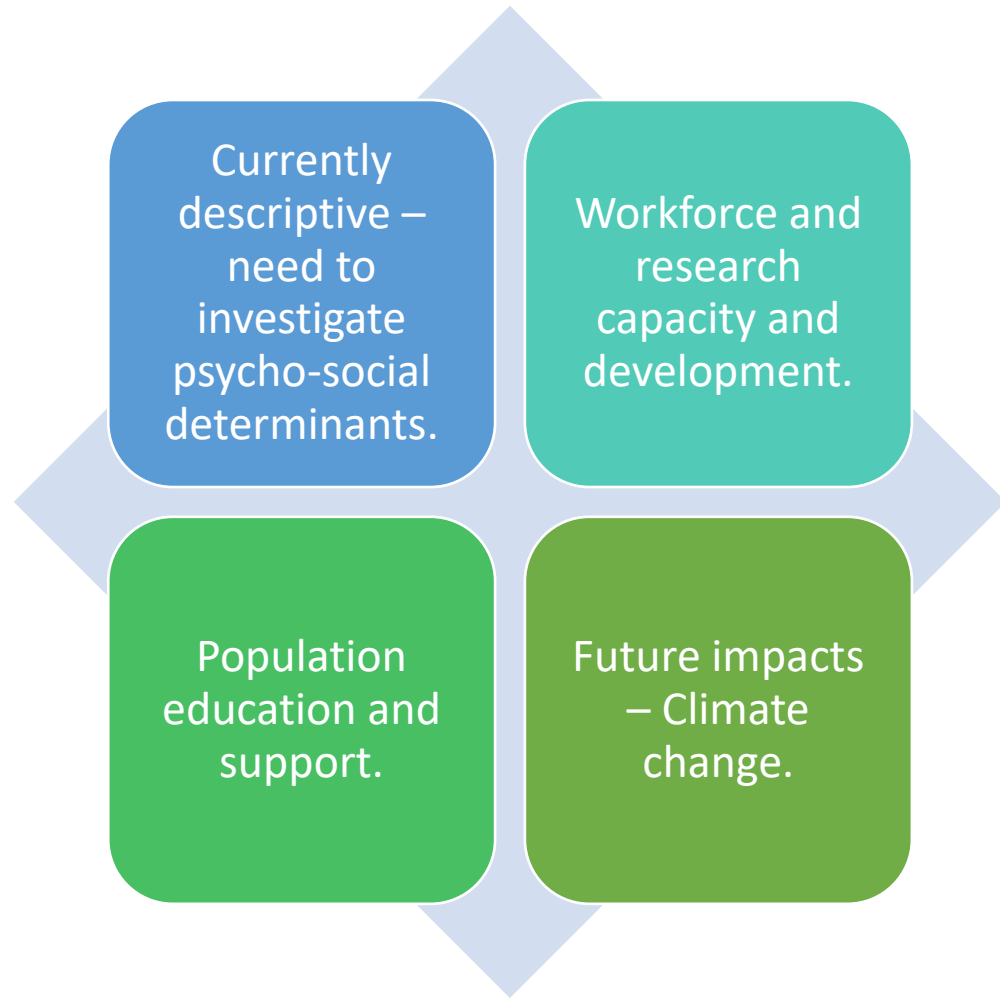 Currently
descriptive –
need to
investigate
psycho-social
determinants.
Workforce and
research
capacity and
development.
Population
education and
support.
Future impacts
– Climate
change.